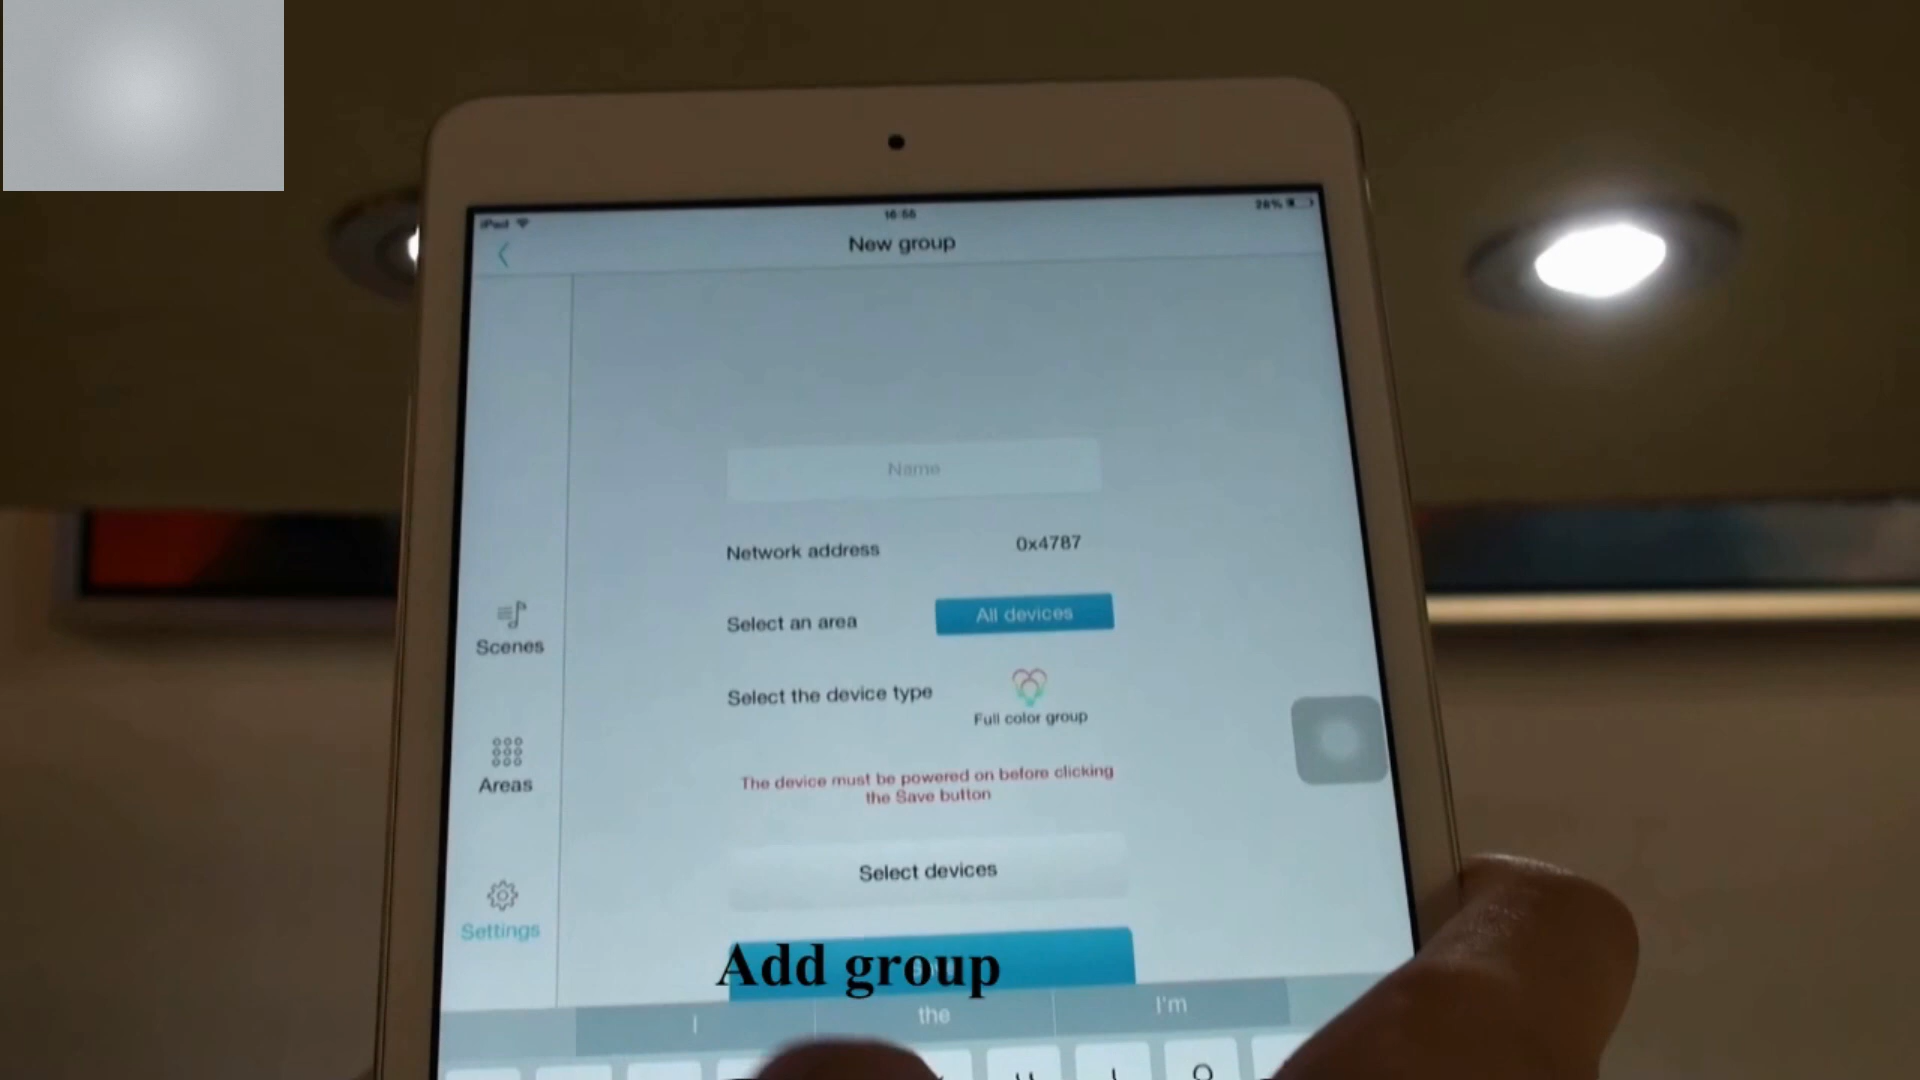 iPad
16:56
26%
New group
Name
Network address
0x4787
Select an area
All devices
Select the device type
Full color group
The device must be powered on before clicking
the Save button
Select devices
Scenes
Areas
Settings
Add group
I
the
I'm